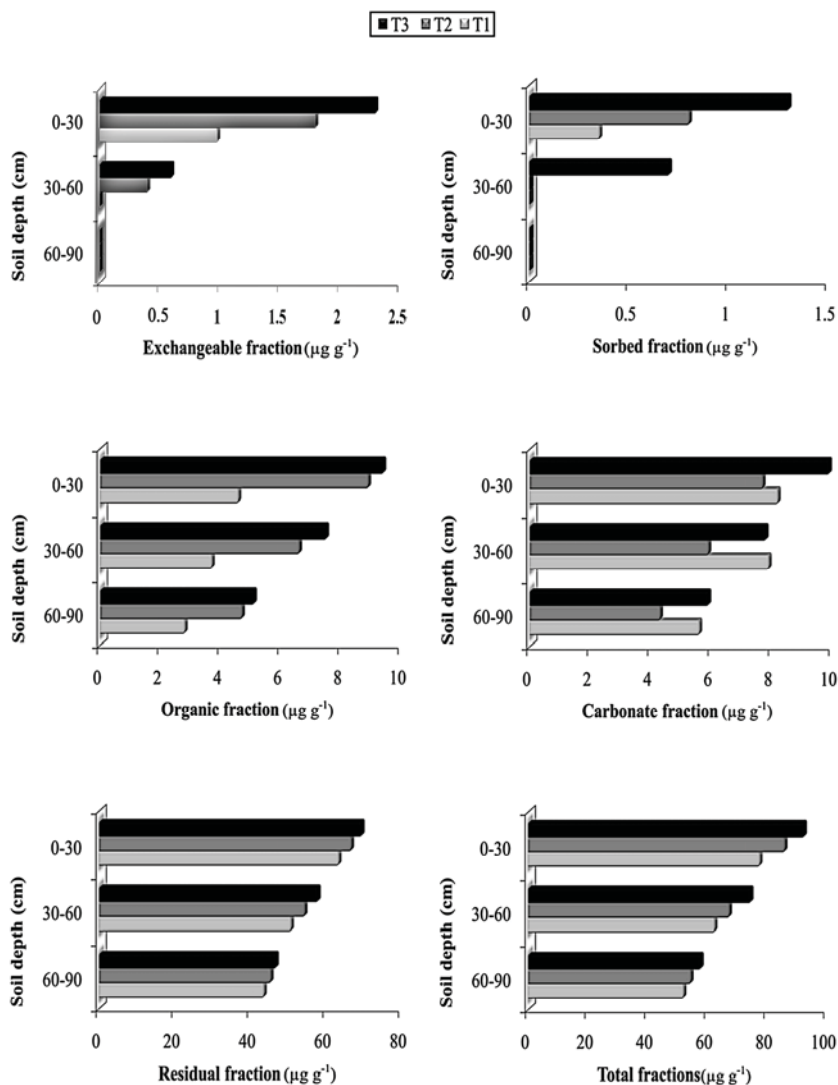 T3 T2 T1
Soil depth (cm)
0-30
30-60
60-90
0 0.5 1 1.5 2 2.5
Exchangeable fraction (µg g-1)
Soil depth (cm)
0-30
30-60
60-90
0 0.5 1 1.5
Sorbed fraction (µg g-1)
Soil depth (cm)
0-30
30-60
60-90
0 2 4 6 8 10
Organic fraction (µg g-1)
Soil depth (cm)
0-30
30-60
60-90
0 2 4 6 8 10
Carbonate fraction (µg g-1)
Soil depth (cm)
0-30
30-60
60-90
0 20 40 60 80
Residual fraction (µg g-1)
Soil depth (cm)
0-30
30-60
60-90
0 20 40 60 80 100
Total fractions(µg g-1)